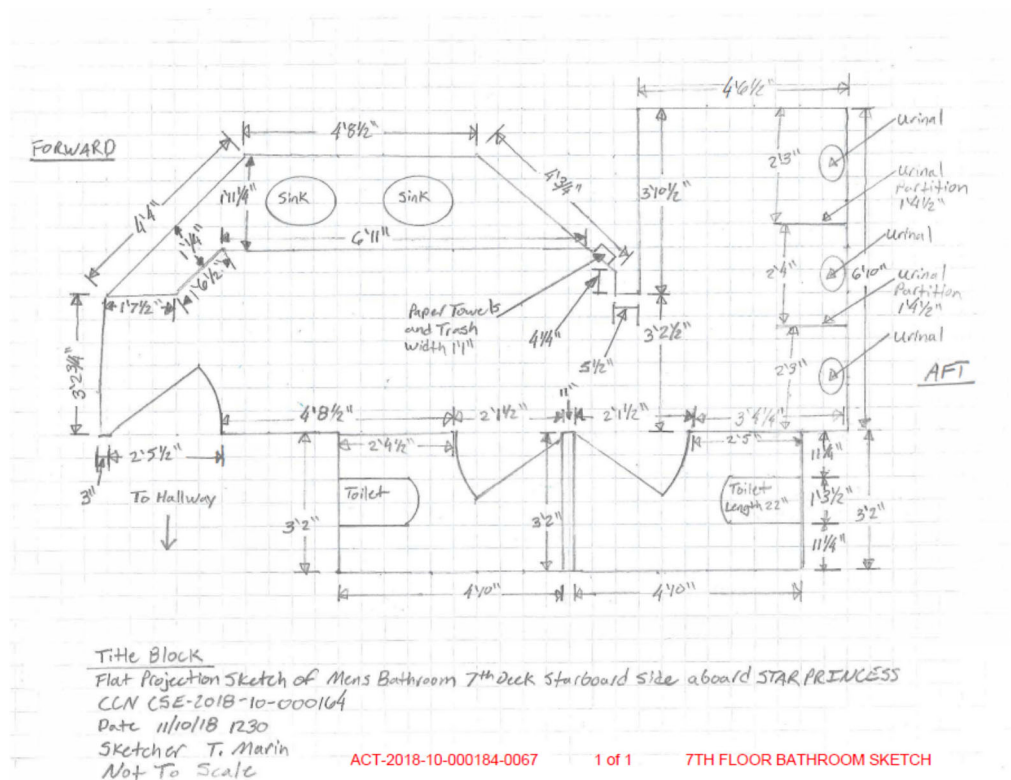 4'6½"
FORWARD
4'8½"
Urinal
4'¾"
2'3"
Urinal
Partition
1'4½"
4'4"
1'11¼"
Sink
Sink
3'10½"
1'¼"
6'11"
Urinal
1'6½"
2'4"
6'10"
Urinal
Partition
1'4½"
1'7½"
Paper Towels
and Trash
Width 1'1"
4¼"
3'2½"
Urinal
5½"
2'3"
AFT
3'2¾"
11"
4'8½"
2'1½"
2'1½"
3'4¼"
2'4½"
2'5"
2'5½"
11¼"
3"
To Hallway
Toilet
Toilet
Length 22"
1'3½"
3'2"
3'2"
3'2"
11¼"
4'10"
4'10"
Title Block
Flat Projection Sketch of Mens Bathroom 7th Deck Starboard Side aboard STAR PRINCESS
CCN CSE-2018-10-000164
Date 11/10/18 1230
Sketcher T. Marin
Not To Scale
ACT-2018-10-000184-0067 1 of 1 7TH FLOOR BATHROOM SKETCH